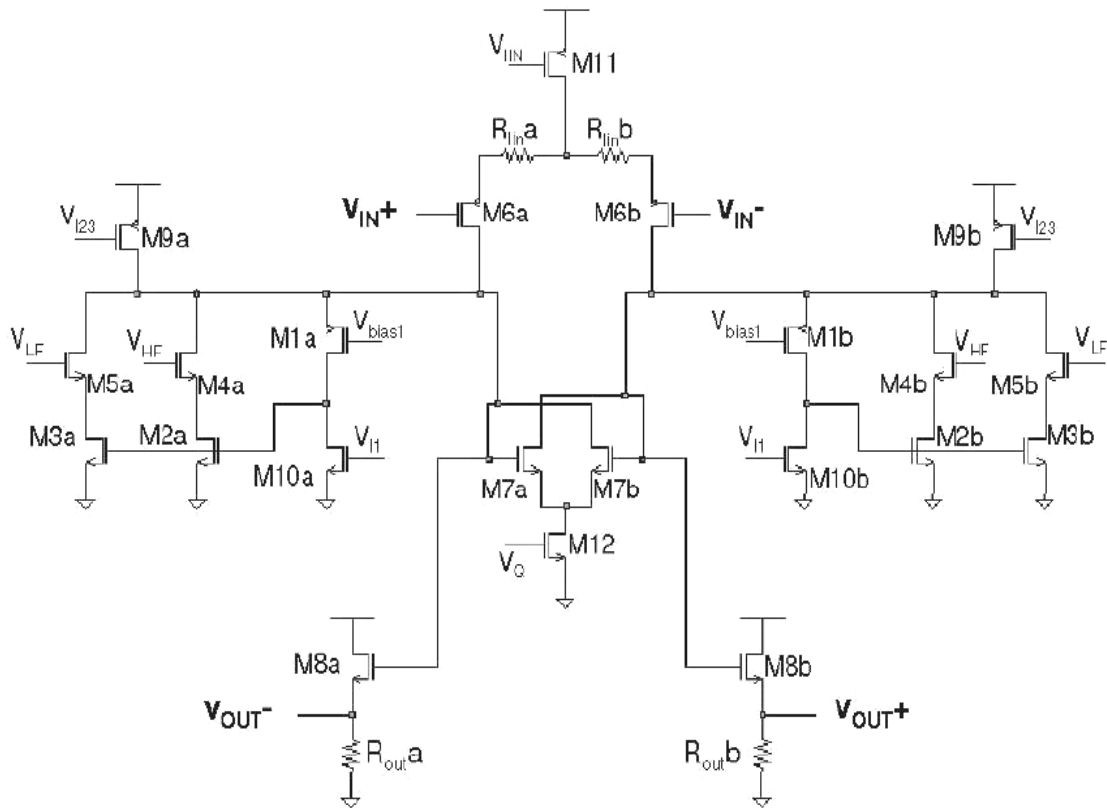 V_IIN M11
R_lin a R_lin b
V_IN+ M6a M6b V_IN-
V_I23 M9a M9b V_I23
V_LF V_HF M1a V_bias1 V_bias1 M1b V_HF V_LF
M5a M4a M4b M5b
M3a M2a M2b M3b
M10a V_I1 V_I1 M10b
M7a M7b
V_Q M12
M8a M8b
V_OUT- V_OUT+
R_out a R_out b